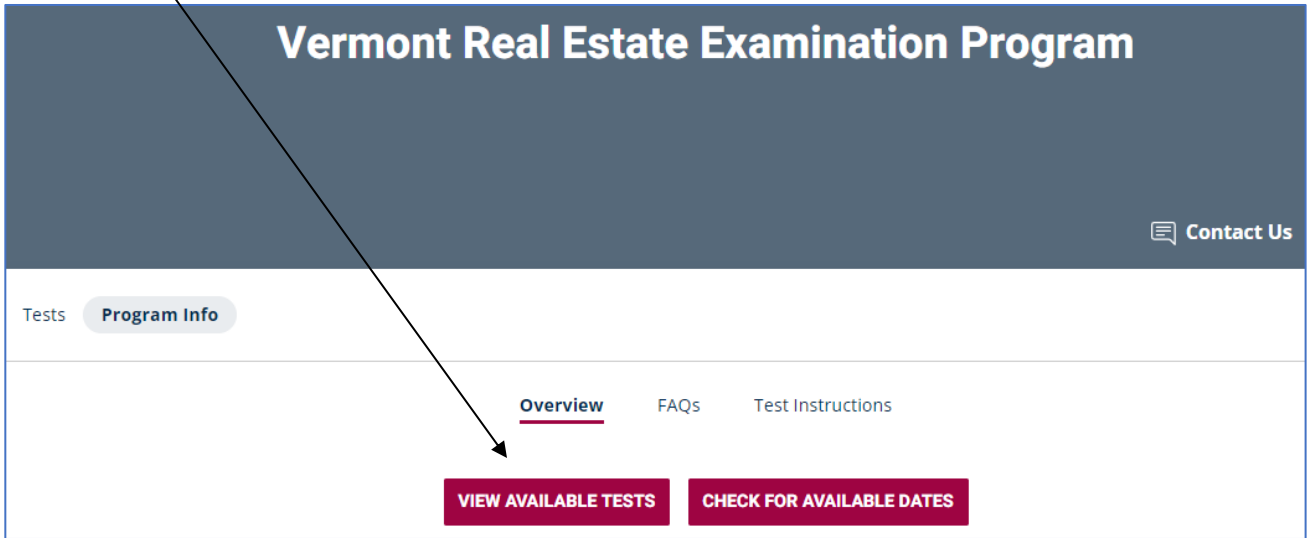 Vermont Real Estate Examination Program
Contact Us
Tests Program Info
Overview FAQs Test Instructions
VIEW AVAILABLE TESTS CHECK FOR AVAILABLE DATES